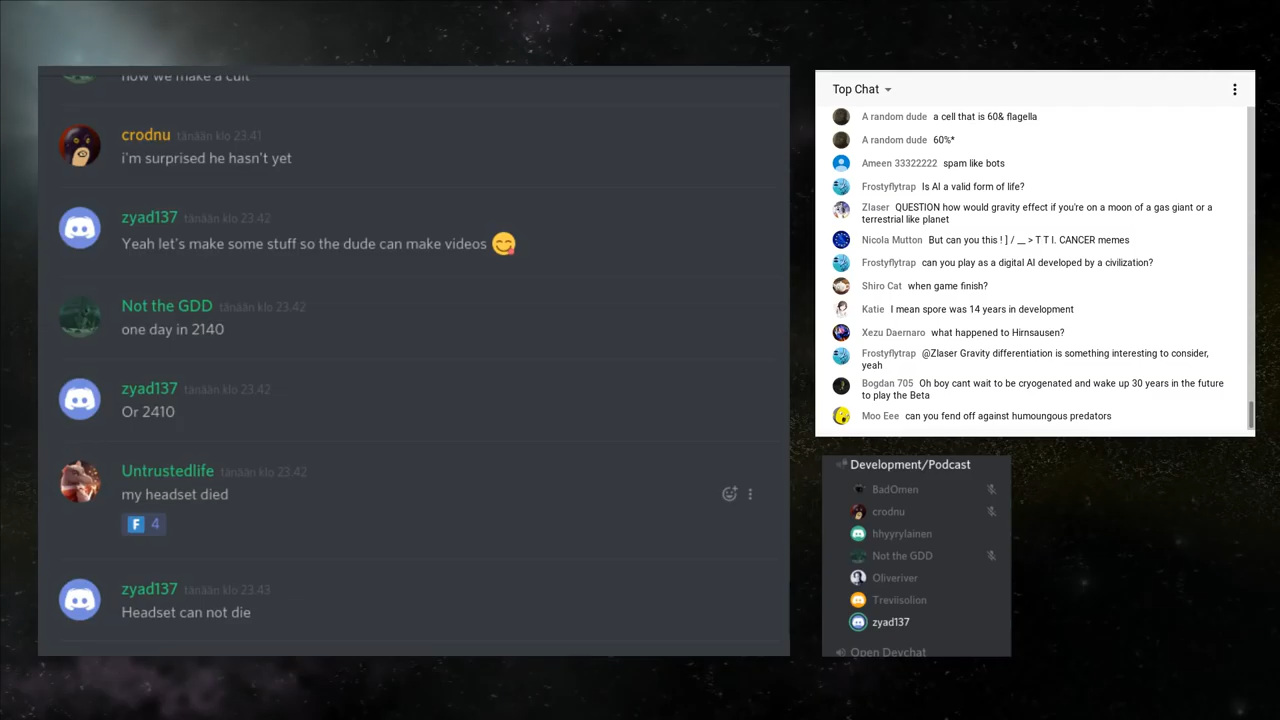 now we make a cult
crodnu tänään klo 23.41
i'm surprised he hasn't yet
zyad137 tänään klo 23.42
Yeah let's make some stuff so the dude can make videos 😋
Not the GDD tänään klo 23.42
one day in 2140
zyad137 tänään klo 23.42
Or 2410
Untrustedlife tänään klo 23.42
my headset died
F 4
zyad137 tänään klo 23.43
Headset can not die
Top Chat
A random dude a cell that is 60& flagella
A random dude 60%*
Ameen 33322222 spam like bots
Frostyflytrap Is AI a valid form of life?
Zlaser QUESTION how would gravity effect if you're on a moon of a gas giant or a
terrestrial like planet
Nicola Mutton But can you this ! ] / __ > T T I. CANCER memes
Frostyflytrap can you play as a digital AI developed by a civilization?
Shiro Cat when game finish?
Katie I mean spore was 14 years in development
Xezu Daernaro what happened to Hirnsausen?
Frostyflytrap @Zlaser Gravity differentiation is something interesting to consider,
yeah
Bogdan 705 Oh boy cant wait to be cryogenated and wake up 30 years in the future
to play the Beta
Moo Eee can you fend off against humoungous predators
Development/Podcast
BadOmen
crodnu
hhyyrylainen
Not the GDD
Oliveriver
Treviisolion
zyad137
Open Devchat